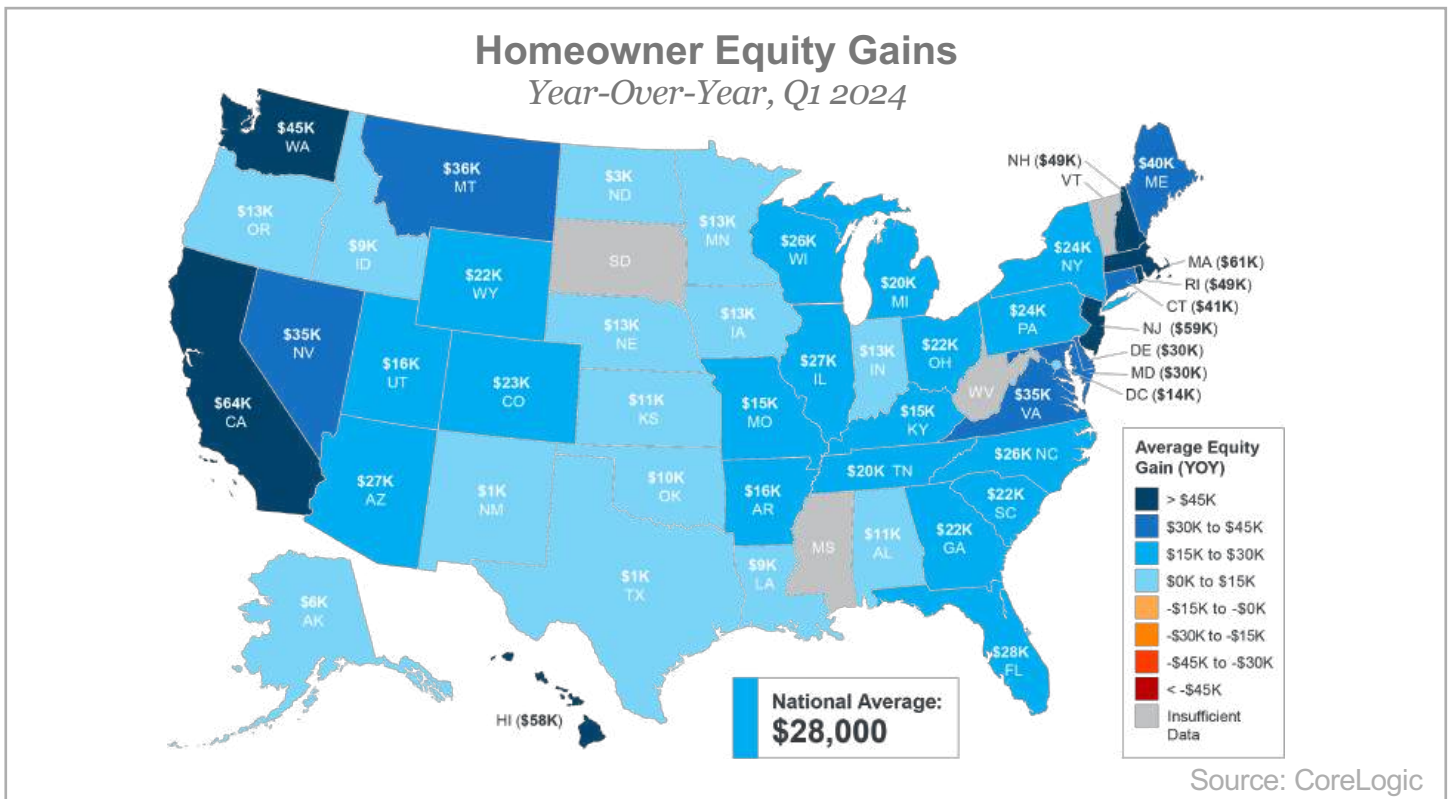 Homeowner Equity Gains
Year-Over-Year, Q1 2024
$45K
WA
$36K
MT
$3K
ND
$13K
MN
$13K
OR
$9K
ID
$22K
WY
SD
$26K
WI
$20K
MI
NH ($49K)
VT
$40K
ME
$24K
NY
MA ($61K)
RI ($49K)
CT ($41K)
NJ ($59K)
DE ($30K)
MD ($30K)
DC ($14K)
$24K
PA
$64K
CA
$35K
NV
$16K
UT
$23K
CO
$13K
NE
$13K
IA
$27K
IL
$13K
IN
$22K
OH
WV
$35K
VA
$11K
KS
$15K
MO
$15K
KY
$26K NC
$20K TN
$27K
AZ
$1K
NM
$10K
OK
$16K
AR
$22K
SC
MS
$11K
AL
$22K
GA
$1K
TX
$9K
LA
$28K
FL
$6K
AK
HI ($58K)
National Average:
$28,000
Average Equity
Gain (YOY)
> $45K
$30K to $45K
$15K to $30K
$0K to $15K
-$15K to -$0K
-$30K to -$15K
-$45K to -$30K
< -$45K
Insufficient
Data
Source: CoreLogic